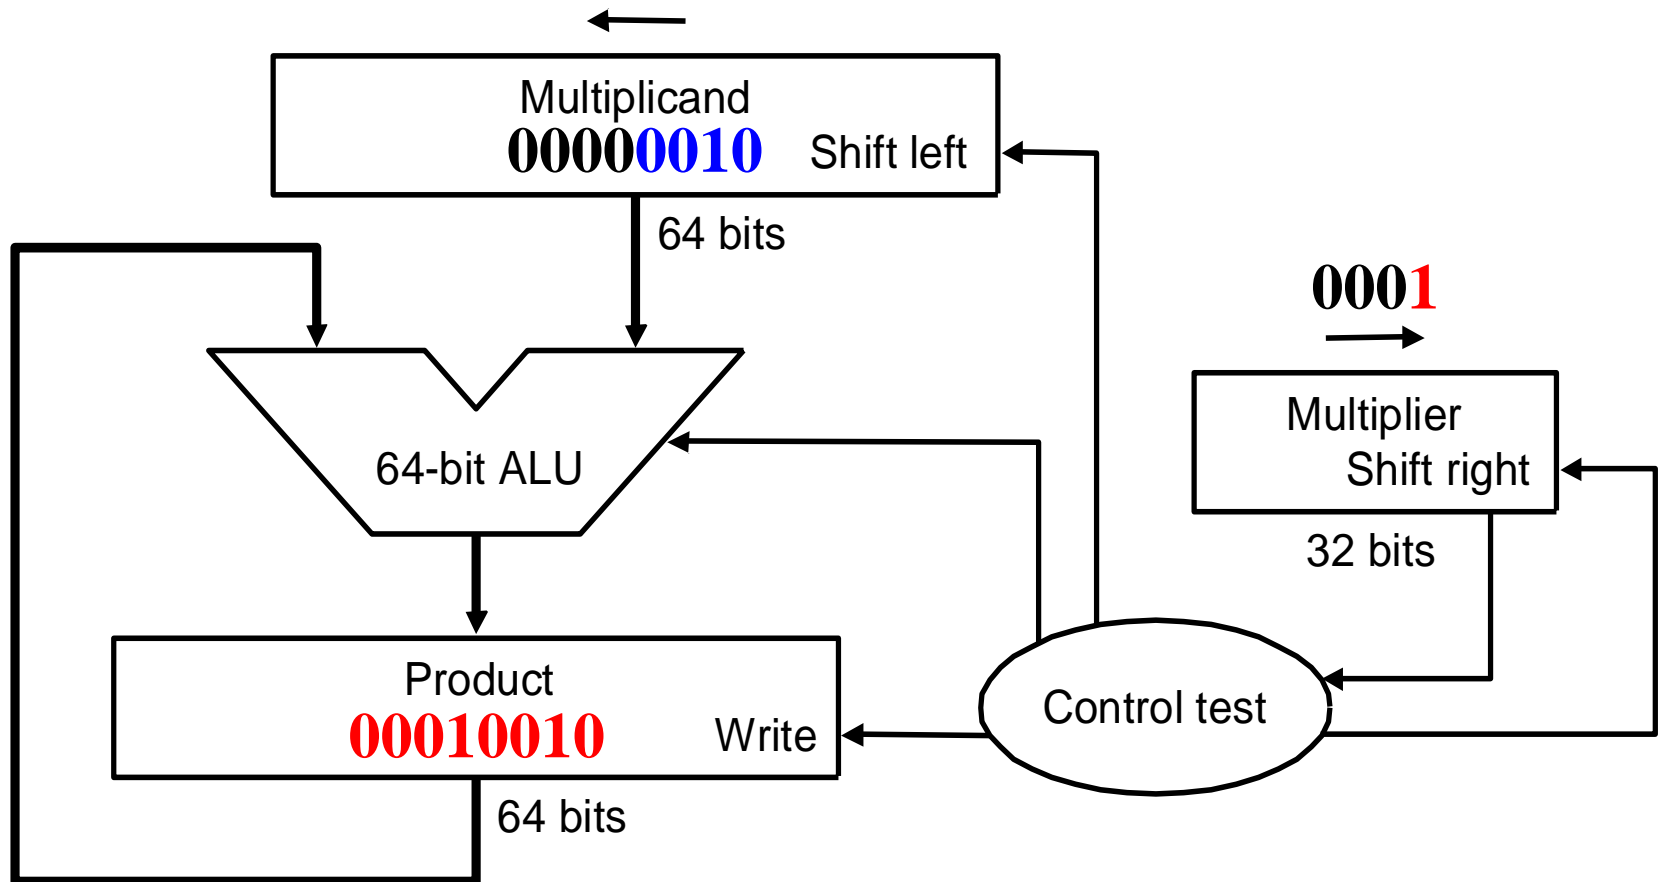 Multiplicand
00000010 Shift left
64 bits
0001
Multiplier
Shift right
64-bit ALU
32 bits
Product
00010010 Write
Control test
64 bits